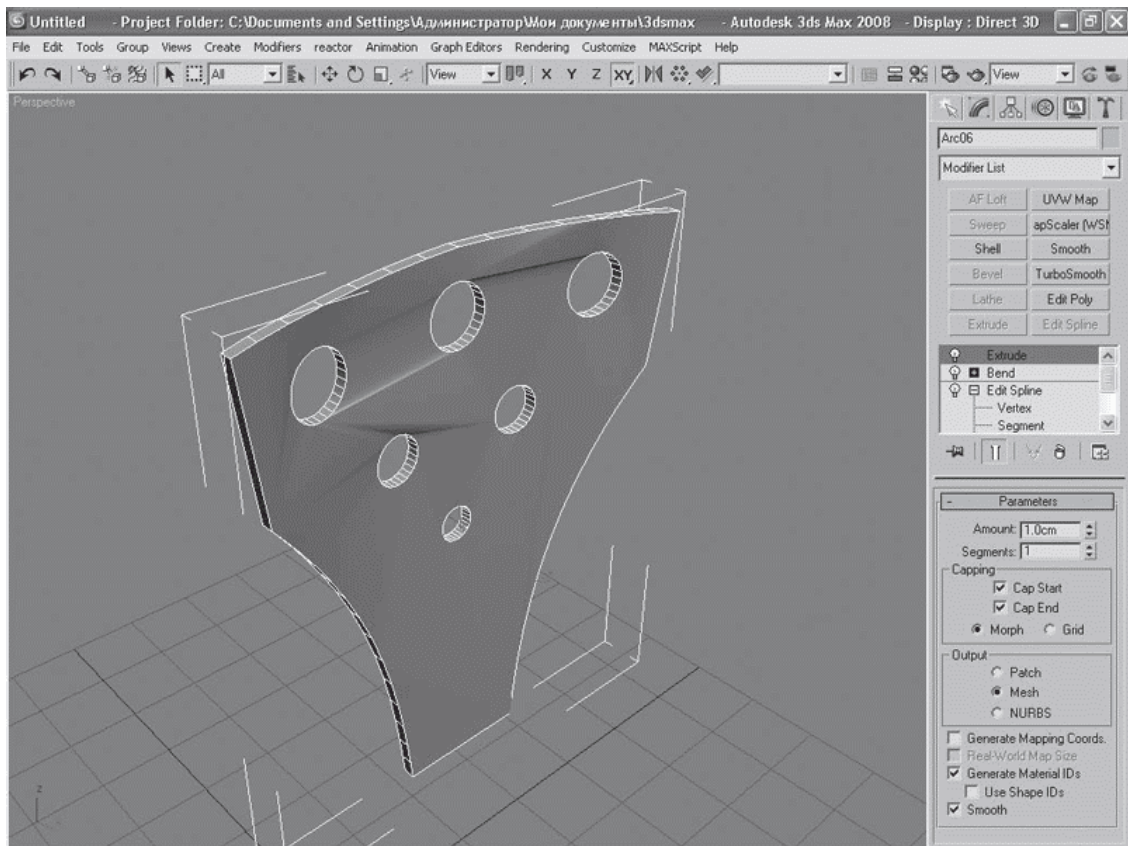 Untitled - Project Folder: C:\Documents and Settings\Администратор\Мои документы\3dsmax - Autodesk 3ds Max 2008 - Display : Direct 3D
File Edit Tools Group Views Create Modifiers reactor Animation Graph Editors Rendering Customize MAXScript Help
All View X Y Z XY View
Perspective
Arc06
Modifier List
AF Loft UVW Map
Sweep apScaler (WSM
Shell Smooth
Bevel TurboSmooth
Lathe Edit Poly
Extrude Edit Spline
Extrude
Bend
Edit Spline
Vertex
Segment
- Parameters
Amount: 1.0cm
Segments: 1
Capping
Cap Start
Cap End
Morph Grid
Output
Patch
Mesh
NURBS
Generate Mapping Coords.
Real-World Map Size
Generate Material IDs
Use Shape IDs
Smooth
z